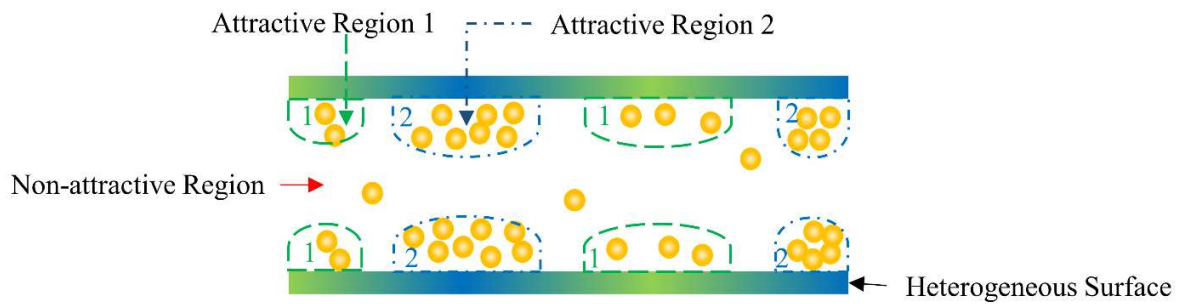 Attractive Region 1
Attractive Region 2
1
2
1
2
Non-attractive Region
1
2
1
2
Heterogeneous Surface